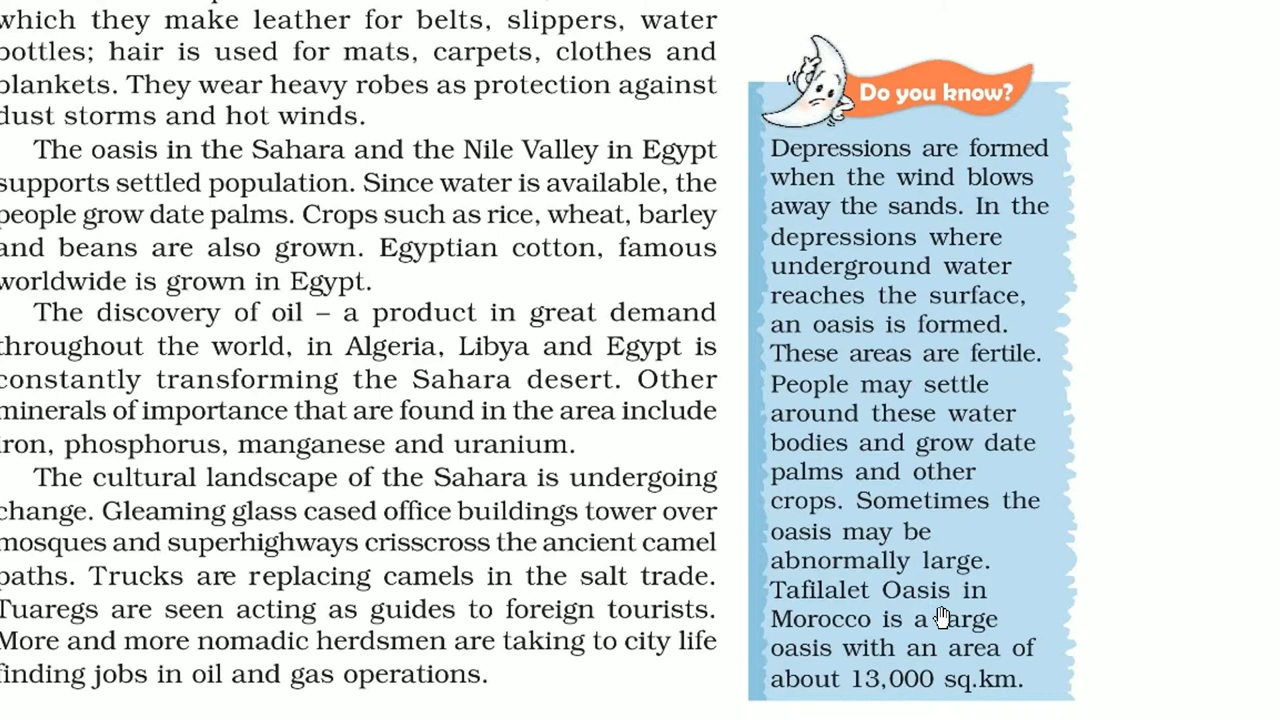 which they make leather for belts, slippers, water
bottles; hair is used for mats, carpets, clothes and
blankets. They wear heavy robes as protection against
dust storms and hot winds.
The oasis in the Sahara and the Nile Valley in Egypt
supports settled population. Since water is available, the
people grow date palms. Crops such as rice, wheat, barley
and beans are also grown. Egyptian cotton, famous
worldwide is grown in Egypt.
The discovery of oil – a product in great demand
throughout the world, in Algeria, Libya and Egypt is
constantly transforming the Sahara desert. Other
minerals of importance that are found in the area include
iron, phosphorus, manganese and uranium.
The cultural landscape of the Sahara is undergoing
change. Gleaming glass cased office buildings tower over
mosques and superhighways crisscross the ancient camel
paths. Trucks are replacing camels in the salt trade.
Tuaregs are seen acting as guides to foreign tourists.
More and more nomadic herdsmen are taking to city life
finding jobs in oil and gas operations.
Do you know?
Depressions are formed
when the wind blows
away the sands. In the
depressions where
underground water
reaches the surface,
an oasis is formed.
These areas are fertile.
People may settle
around these water
bodies and grow date
palms and other
crops. Sometimes the
oasis may be
abnormally large.
Tafilalet Oasis in
Morocco is a large
oasis with an area of
about 13,000 sq.km.